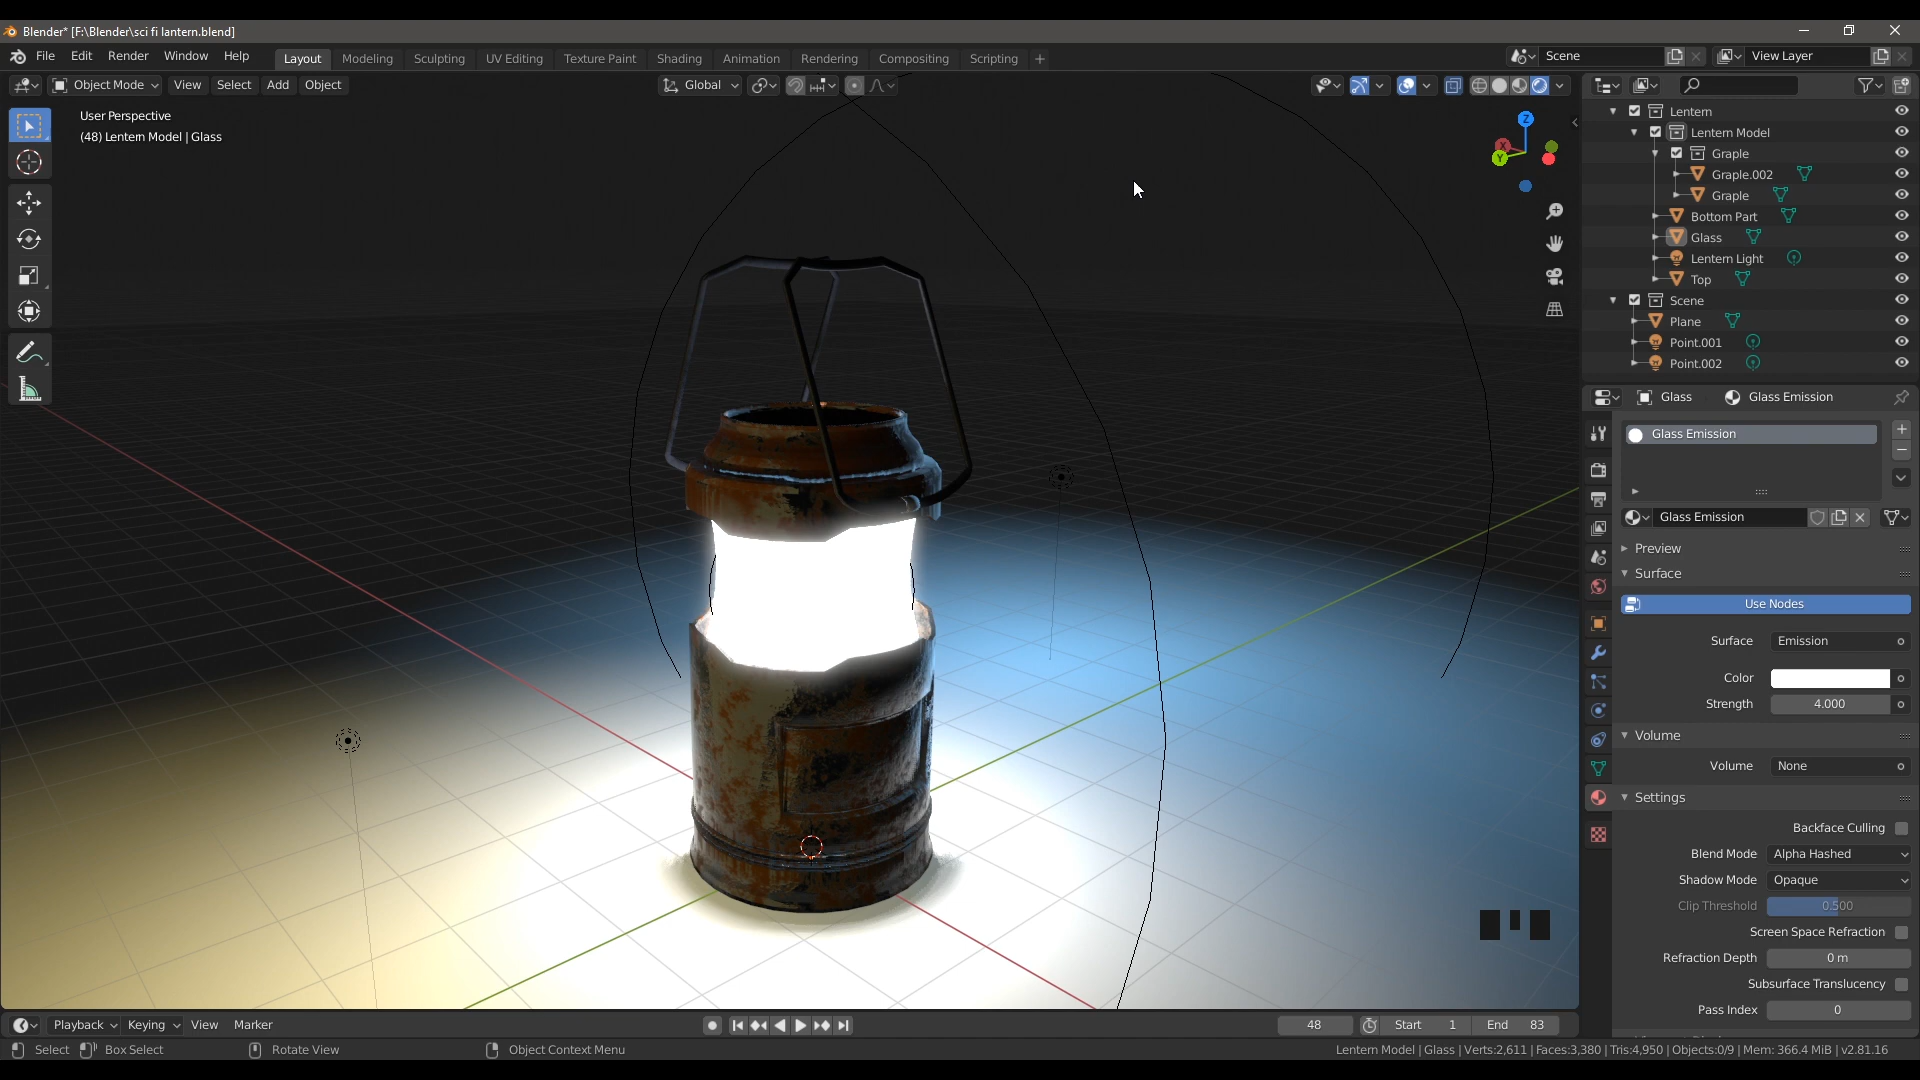 Blender* [F:\Blender\sci fi lantern.blend]
File Edit Render Window Help Layout Modeling Sculpting UV Editing Texture Paint Shading Animation Rendering Compositing Scripting + Scene View Layer
Object Mode View Select Add Object Global
User Perspective
(48) Lentern Model | Glass
Z
X
Y
Lentern
Lentern Model
Graple
Graple.002
Graple
Bottom Part
Glass
Lentern Light
Top
Scene
Plane
Point.001
Point.002
Glass Glass Emission
Glass Emission
Glass Emission
Preview
Surface
Use Nodes
Surface Emission
Color
Strength 4.000
Volume
Volume None
Settings
Backface Culling
Blend Mode Alpha Hashed
Shadow Mode Opaque
Clip Threshold 0.500
Screen Space Refraction
Refraction Depth 0 m
Subsurface Translucency
Pass Index 0
Playback Keying View Marker 48 Start 1 End 83
Select Box Select Rotate View Object Context Menu Lentern Model | Glass | Verts:2,611 | Faces:3,380 | Tris:4,950 | Objects:0/9 | Mem: 366.4 MiB | v2.81.16